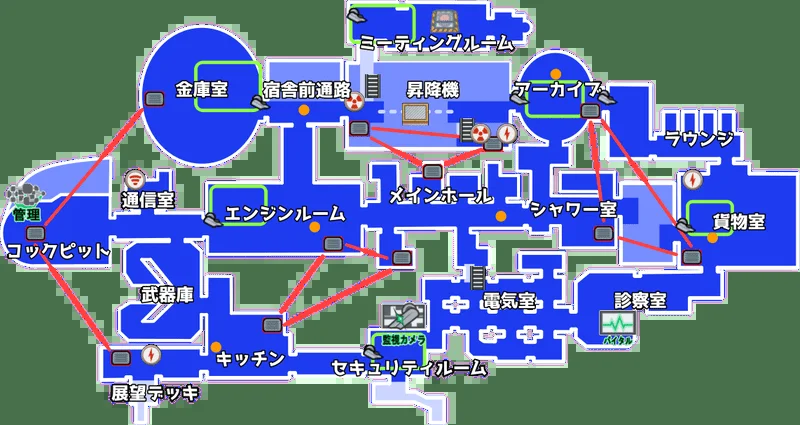 ミーティングルーム
金庫室
宿舎前通路
昇降機
アーカイブ
ラウンジ
通信室
エンジンルーム
メインホール
シャワー室
貨物室
管理
コックピット
武器庫
電気室
診察室
監視カメラ
バイタル
キッチン
セキュリティルーム
展望デッキ